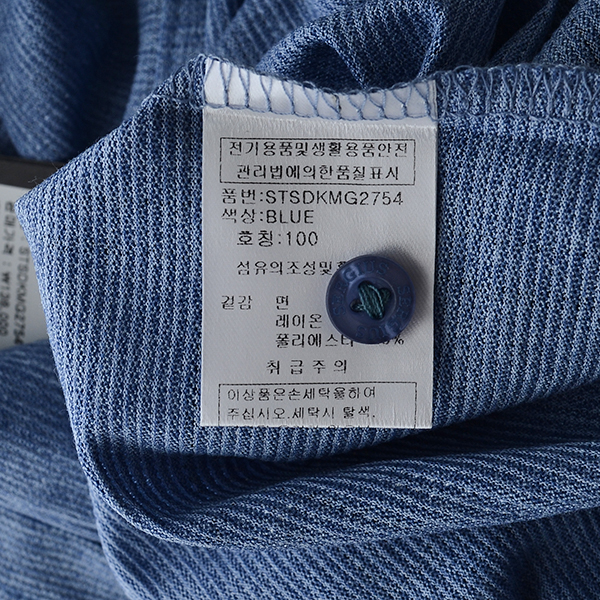 전기용품및생활용품안전
관리법에의한품질표시
품번:STSDKMG2754
색상:BLUE
호칭:100
섬유의조성및
겉감 면
레이온
폴리에스터 %
취급주의
이상품은손세탁을하여
주십시오.세탁시 탈색.
STSDKMG2754